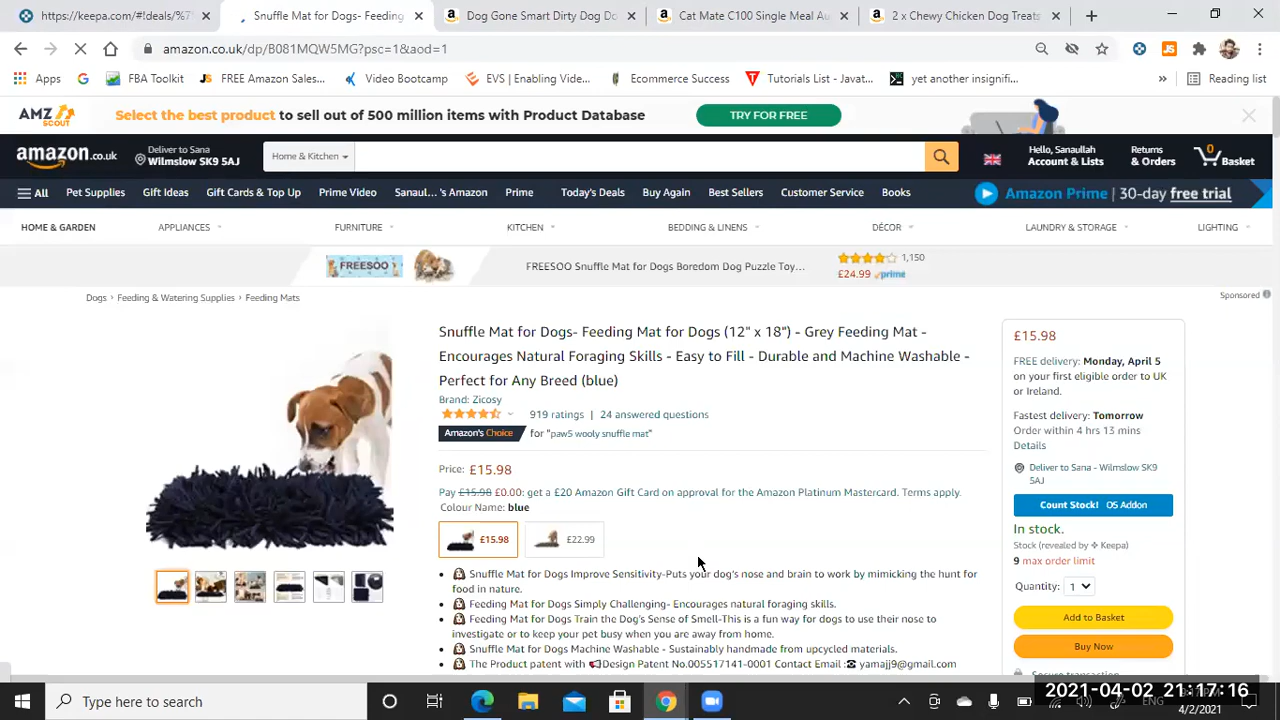 https://keepa.com/#!deals/%7
Snuffle Mat for Dogs- Feeding
Dog Gone Smart Dirty Dog Do
Cat Mate C100 Single Meal Au
2 x Chewy Chicken Dog Treats
amazon.co.uk/dp/B081MQW5MG?psc=1&aod=1
Apps
FBA Toolkit
FREE Amazon Sales...
Video Bootcamp
EVS | Enabling Vide...
Ecommerce Success
Tutorials List - Javat...
yet another insignifi...
Reading list
AMZ SCOUT
Select the best product to sell out of 500 million items with Product Database
TRY FOR FREE
amazon.co.uk
Deliver to Sana
Wilmslow SK9 5AJ
Home & Kitchen
Hello, Sanaullah
Account & Lists
Returns
& Orders
0
Basket
All
Pet Supplies
Gift Ideas
Gift Cards & Top Up
Prime Video
Sanaul... 's Amazon
Prime
Today's Deals
Buy Again
Best Sellers
Customer Service
Books
Amazon Prime | 30-day free trial
HOME & GARDEN
APPLIANCES
FURNITURE
KITCHEN
BEDDING & LINENS
DÉCOR
LAUNDRY & STORAGE
LIGHTING
FREESOO
FREESOO Snuffle Mat for Dogs Boredom Dog Puzzle Toy...
1,150
£24.99 prime
Sponsored
Dogs › Feeding & Watering Supplies › Feeding Mats
Snuffle Mat for Dogs- Feeding Mat for Dogs (12" x 18") - Grey Feeding Mat -
Encourages Natural Foraging Skills - Easy to Fill - Durable and Machine Washable -
Perfect for Any Breed (blue)
Brand: Zicosy
919 ratings | 24 answered questions
Amazon's Choice for "paw5 wooly snuffle mat"
Price: £15.98
Pay £15.98 £0.00: get a £20 Amazon Gift Card on approval for the Amazon Platinum Mastercard. Terms apply.
Colour Name: blue
£15.98
£22.99
Snuffle Mat for Dogs Improve Sensitivity-Puts your dog's nose and brain to work by mimicking the hunt for
food in nature.
Feeding Mat for Dogs Simply Challenging- Encourages natural foraging skills.
Feeding Mat for Dogs Train the Dog's Sense of Smell-This is a fun way for dogs to use their nose to
investigate or to keep your pet busy when you are away from home.
Snuffle Mat for Dogs Machine Washable - Sustainably handmade from upcycled materials.
The Product patent with Design Patent No.005517141-0001 Contact Email : yamajj9@gmail.com
£15.98
FREE delivery: Monday, April 5
on your first eligible order to UK
or Ireland.
Fastest delivery: Tomorrow
Order within 4 hrs 13 mins
Details
Deliver to Sana - Wilmslow SK9
5AJ
Count Stock! OS Addon
In stock.
Stock (revealed by Keepa)
9 max order limit
Quantity: 1
Add to Basket
Buy Now
Secure transaction
Type here to search
ENG
2021-04-02 21:17:16
4/2/2021